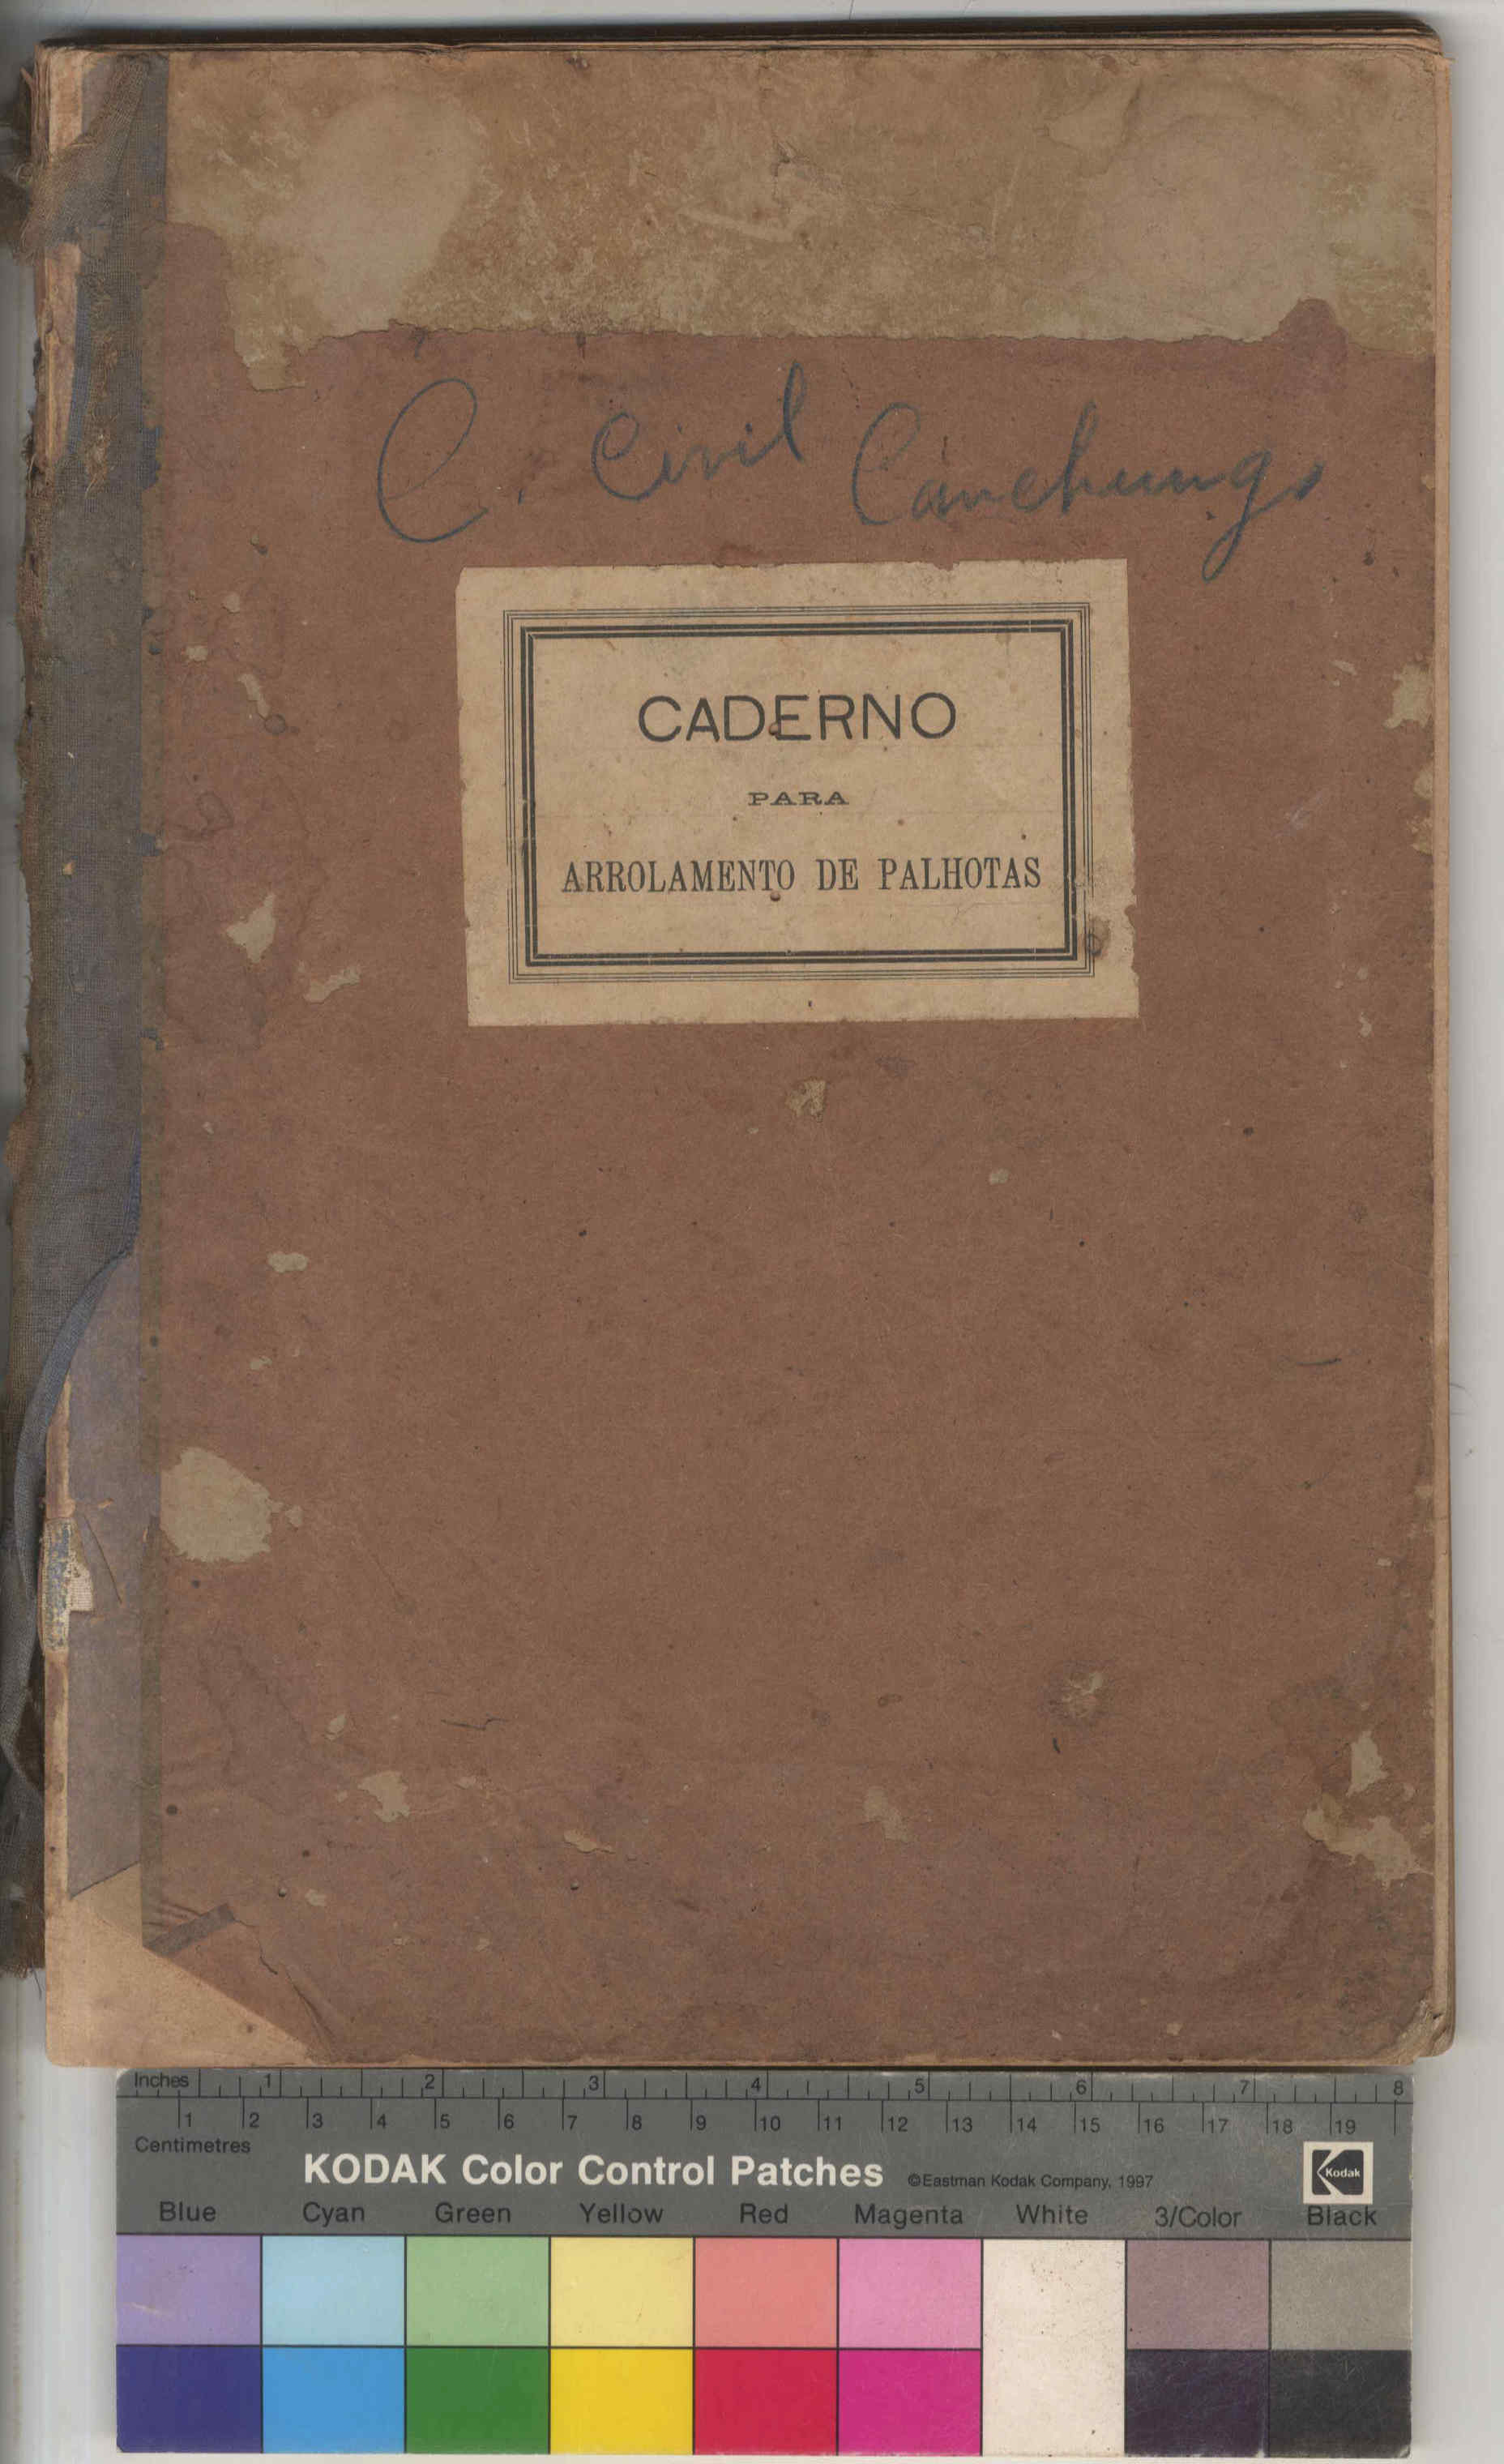 C. Civil Canchungo
CADERNO
PARA
ARROLAMENTO DE PALHOTAS
Inches 1 2 3 4 5 6 7 8
1 2 3 4 5 6 7 8 9 10 11 12 13 14 15 16 17 18 19
Centimetres
KODAK Color Control Patches ©Eastman Kodak Company, 1997 Kodak
Blue Cyan Green Yellow Red Magenta White 3/Color Black